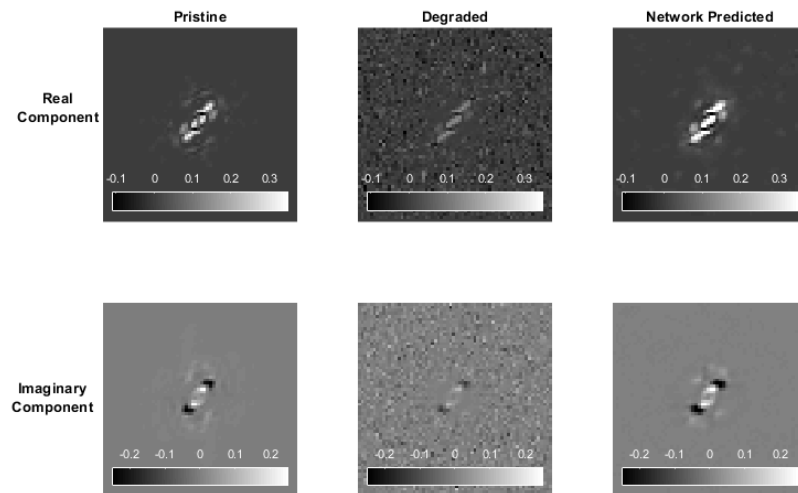 Pristine Degraded Network Predicted
Real
Component
-0.1 0 0.1 0.2 0.3 -0.1 0 0.1 0.2 0.3 -0.1 0 0.1 0.2 0.3
Imaginary
Component
-0.2 -0.1 0 0.1 0.2 -0.2 -0.1 0 0.1 0.2 -0.2 -0.1 0 0.1 0.2